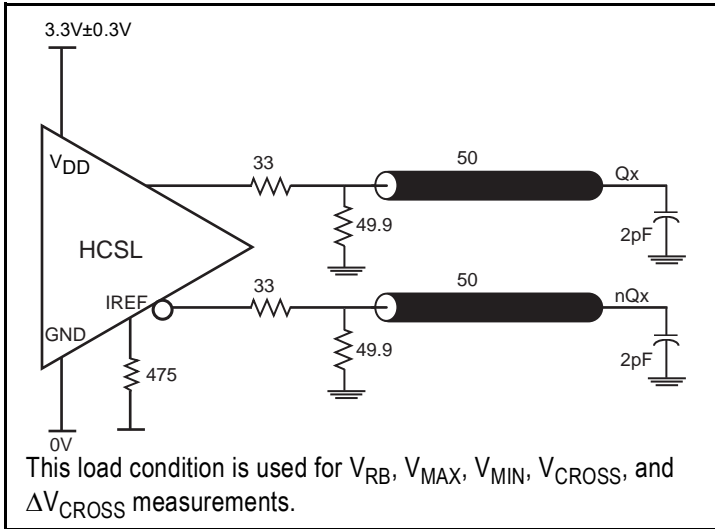 3.3V±0.3V
VDD
HCSL
IREF
GND
0V
475
33
49.9
50
Qx
2pF
33
49.9
50
nQx
2pF
This load condition is used for VRB, VMAX, VMIN, VCROSS, and
ΔVCROSS measurements.